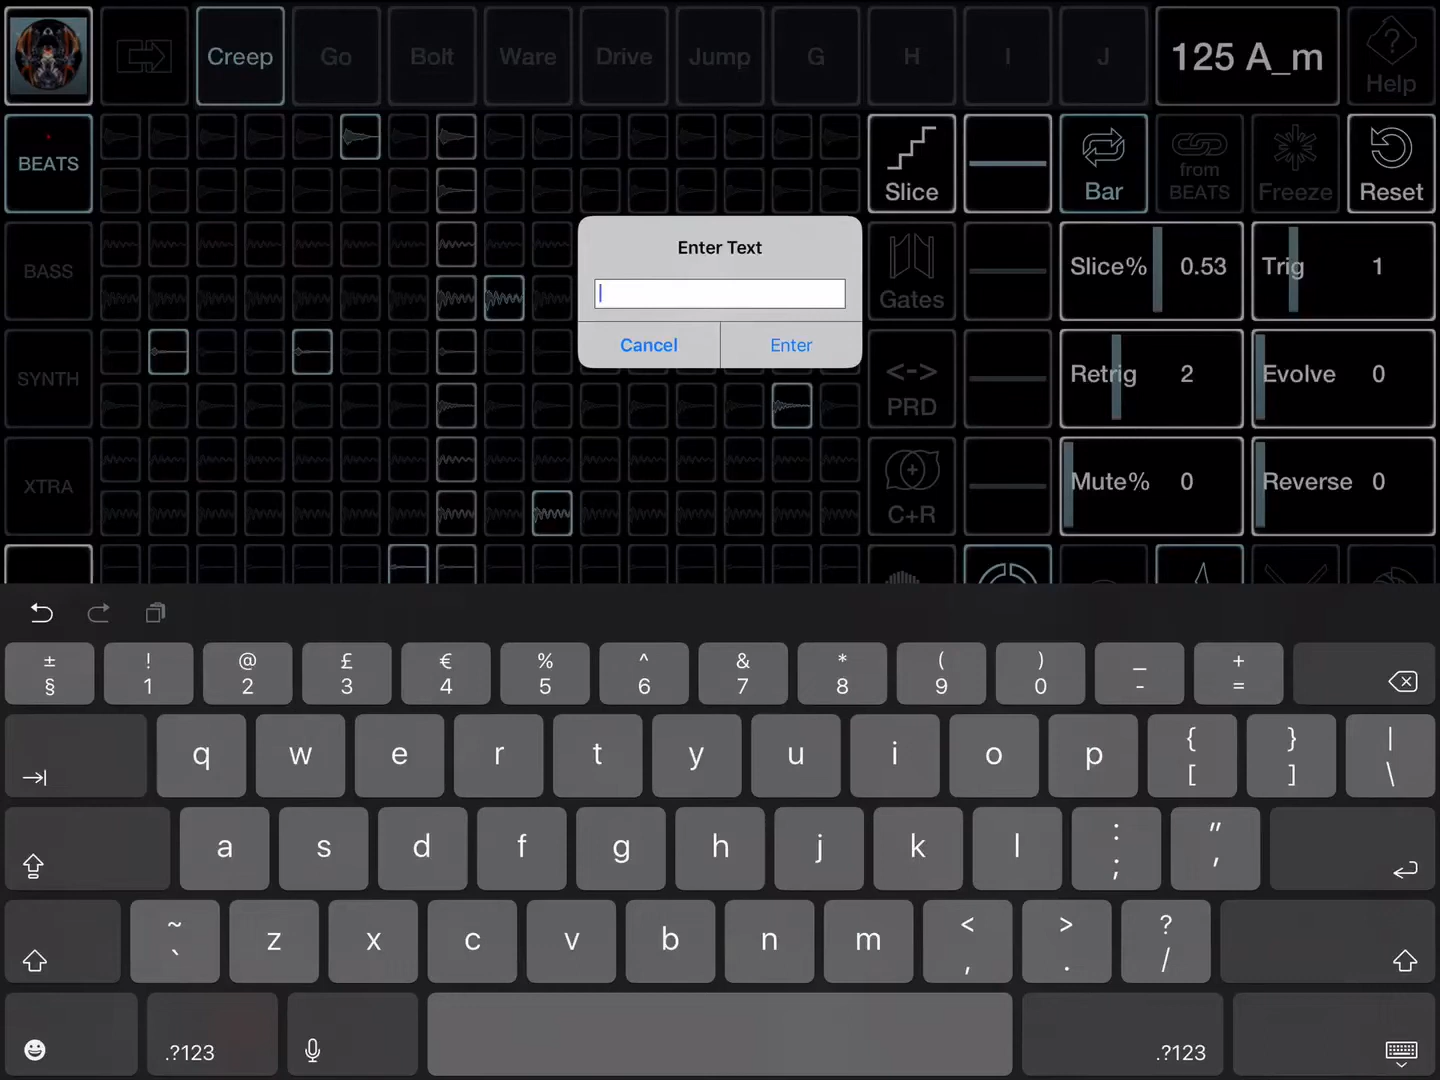 Creep Go Bolt Ware Drive Jump G H I J 125 A_m Help
BEATS
Slice Bar from BEATS Freeze Reset
BASS
Enter Text
Gates Slice% 0.53 Trig 1
Cancel Enter
SYNTH
<-> PRD Retrig 2 Evolve 0
XTRA
C+R Mute% 0 Reverse 0
± ! @ £ € % ^ & * ( ) _ +
§ 1 2 3 4 5 6 7 8 9 0 - =
q w e r t y u i o p { [ } ] | \
a s d f g h j k l : ; " '
~ ` z x c v b n m < , > . ? /
.?123 .?123